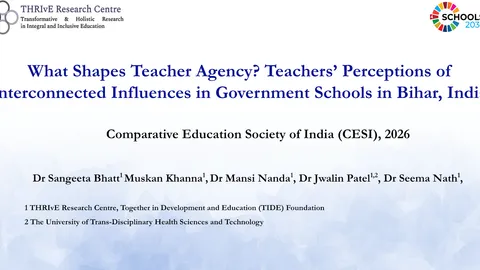 THRIvE Research Centre
Transformative & Holistic Research
in Integral and Inclusive Education
SCHOOLS
203
What Shapes Teacher Agency? Teachers' Perceptions of
nterconnected Influences in Government Schools in Bihar, Indi
Comparative Education Society of India (CESI), 2026
Dr Sangeeta Bhatt¹ Muskan Khanna¹, Dr Mansi Nanda¹, Dr Jwalin Patel¹,², Dr Seema Nath¹,
1 THRIvE Research Centre, Together in Development and Education (TIDE) Foundation
2 The University of Trans-Disciplinary Health Sciences and Technology